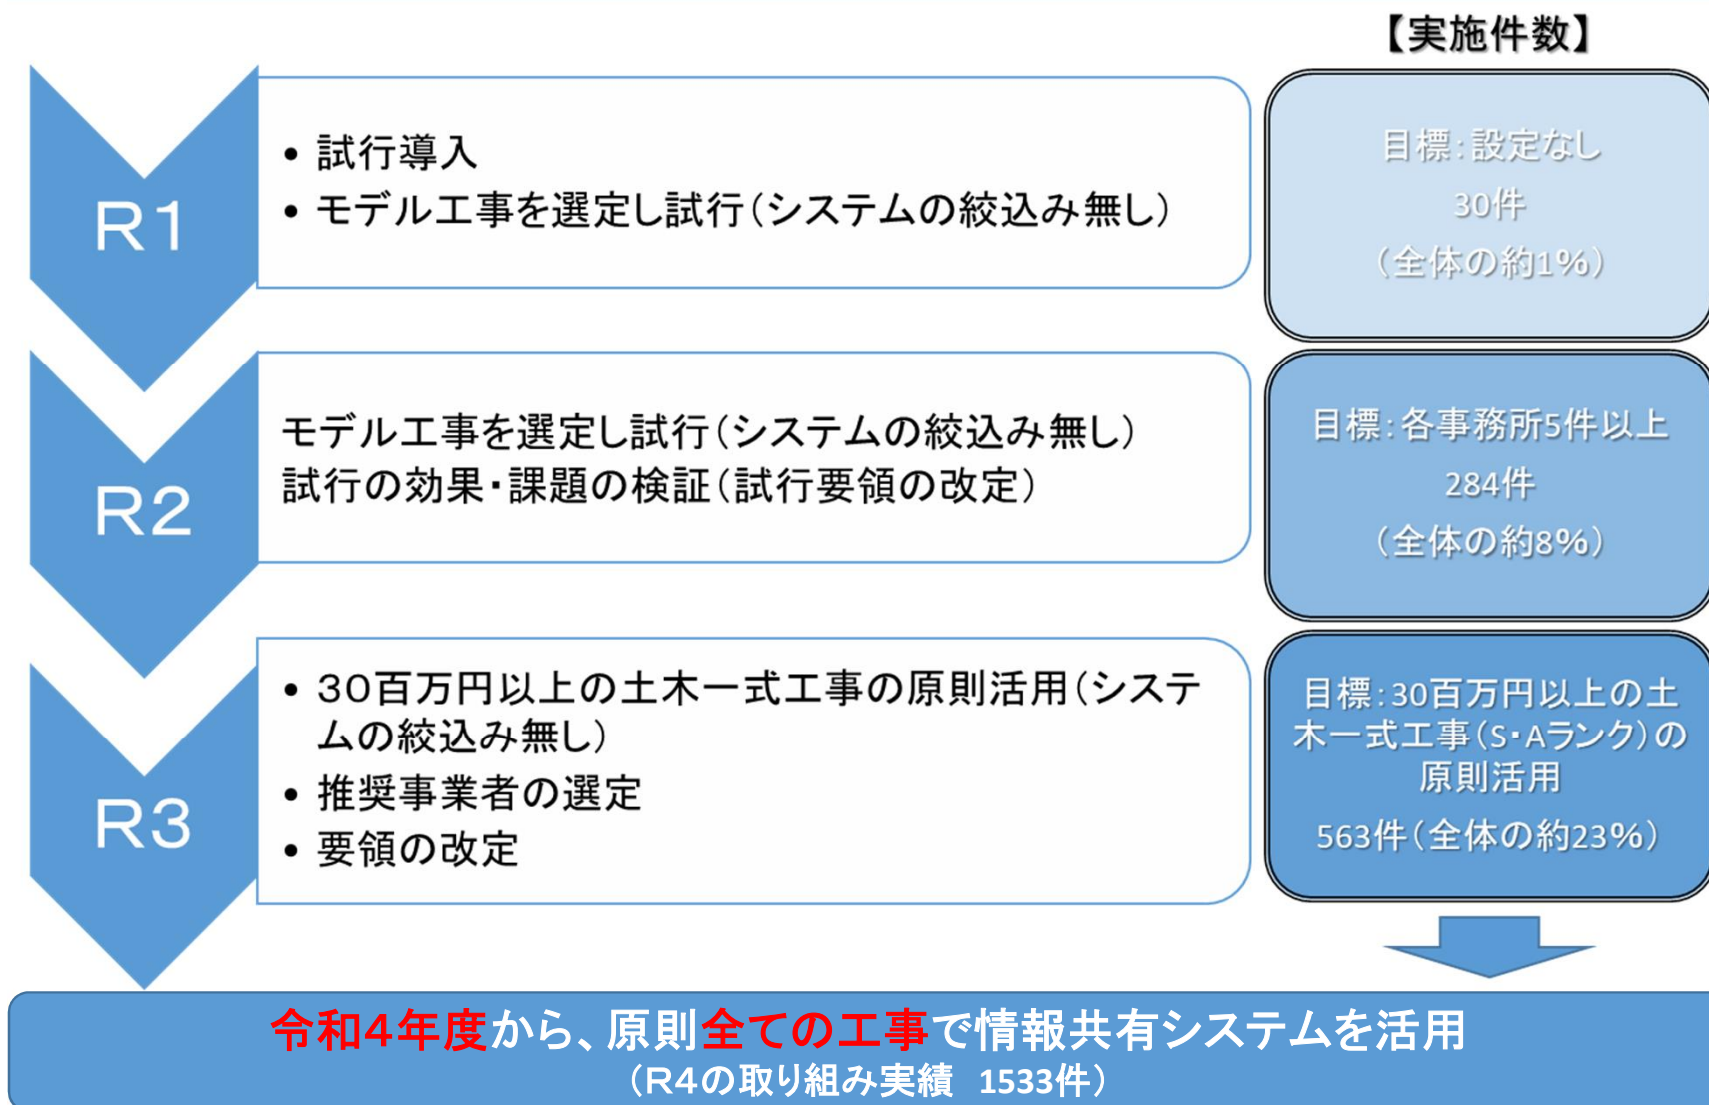 【実施件数】
R1
• 試行導入
• モデル工事を選定し試行（システムの絞込み無し）
目標：設定なし
30件
（全体の約1%）
R2
モデル工事を選定し試行（システムの絞込み無し）
試行の効果・課題の検証（試行要領の改定）
目標：各事務所5件以上
284件
（全体の約8%）
R3
• 30百万円以上の土木一式工事の原則活用（システ
ムの絞込み無し）
• 推奨事業者の選定
• 要領の改定
目標：30百万円以上の土
木一式工事（S・Aランク）の
原則活用
563件（全体の約23%）
令和４年度から、原則全ての工事で情報共有システムを活用
（R４の取り組み実績 1533件）